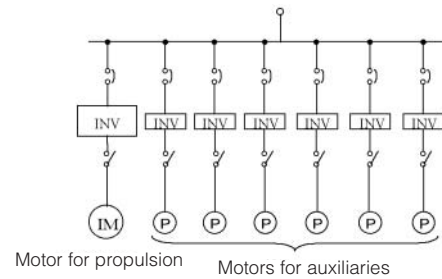 INV INV INV INV INV INV INV
IM P P P P P P
Motor for propulsion
Motors for auxiliaries